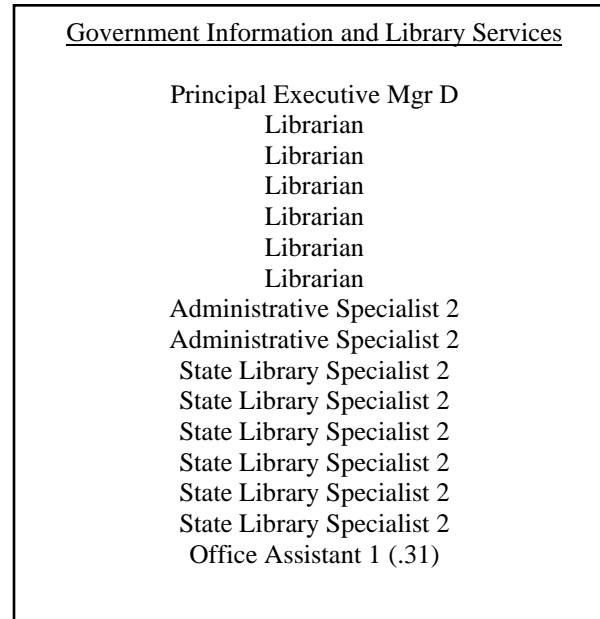 Government Information and Library Services
Principal Executive Mgr D
Librarian
Librarian
Librarian
Librarian
Librarian
Librarian
Administrative Specialist 2
Administrative Specialist 2
State Library Specialist 2
State Library Specialist 2
State Library Specialist 2
State Library Specialist 2
State Library Specialist 2
State Library Specialist 2
Office Assistant 1 (.31)